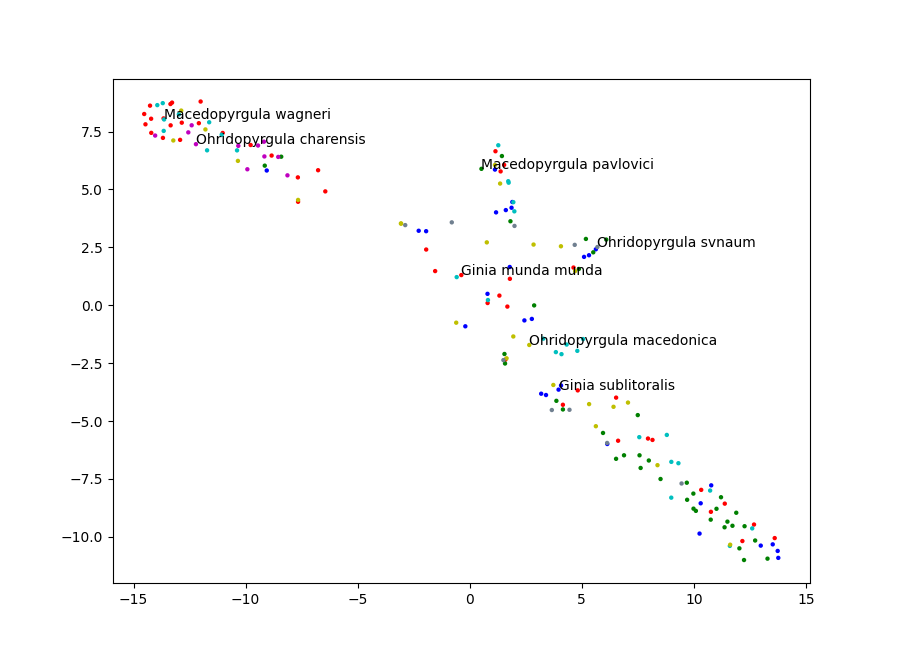 7.5
5.0
2.5
0.0
−2.5
−5.0
−7.5
−10.0
Macedopyrgula wagneri
Ohridopyrgula charensis
Macedopyrgula pavlovici
Ohridopyrgula svnaum
Ginia munda munda
Ohridopyrgula macedonica
Ginia sublitoralis
−15
−10
−5
0
5
10
15